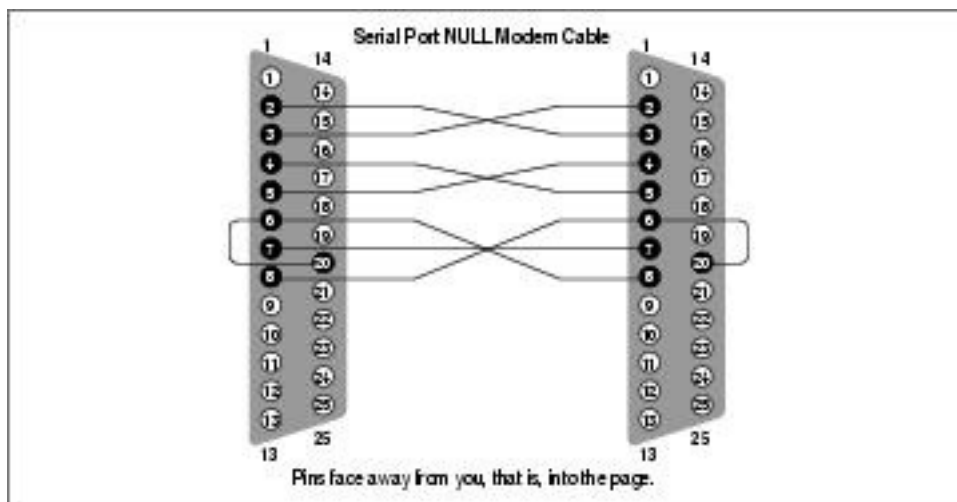 Serial Port NULL Modem Cable
1 14 1 14
1 14 1 14
2 15 2 15
3 16 3 16
4 17 4 17
5 18 5 18
6 19 6 19
7 20 7 20
8 21 8 21
9 22 9 22
10 23 10 23
11 24 11 24
12 25 12 25
13 13
13 25 13 25
Pins face away from you, that is, into the page.